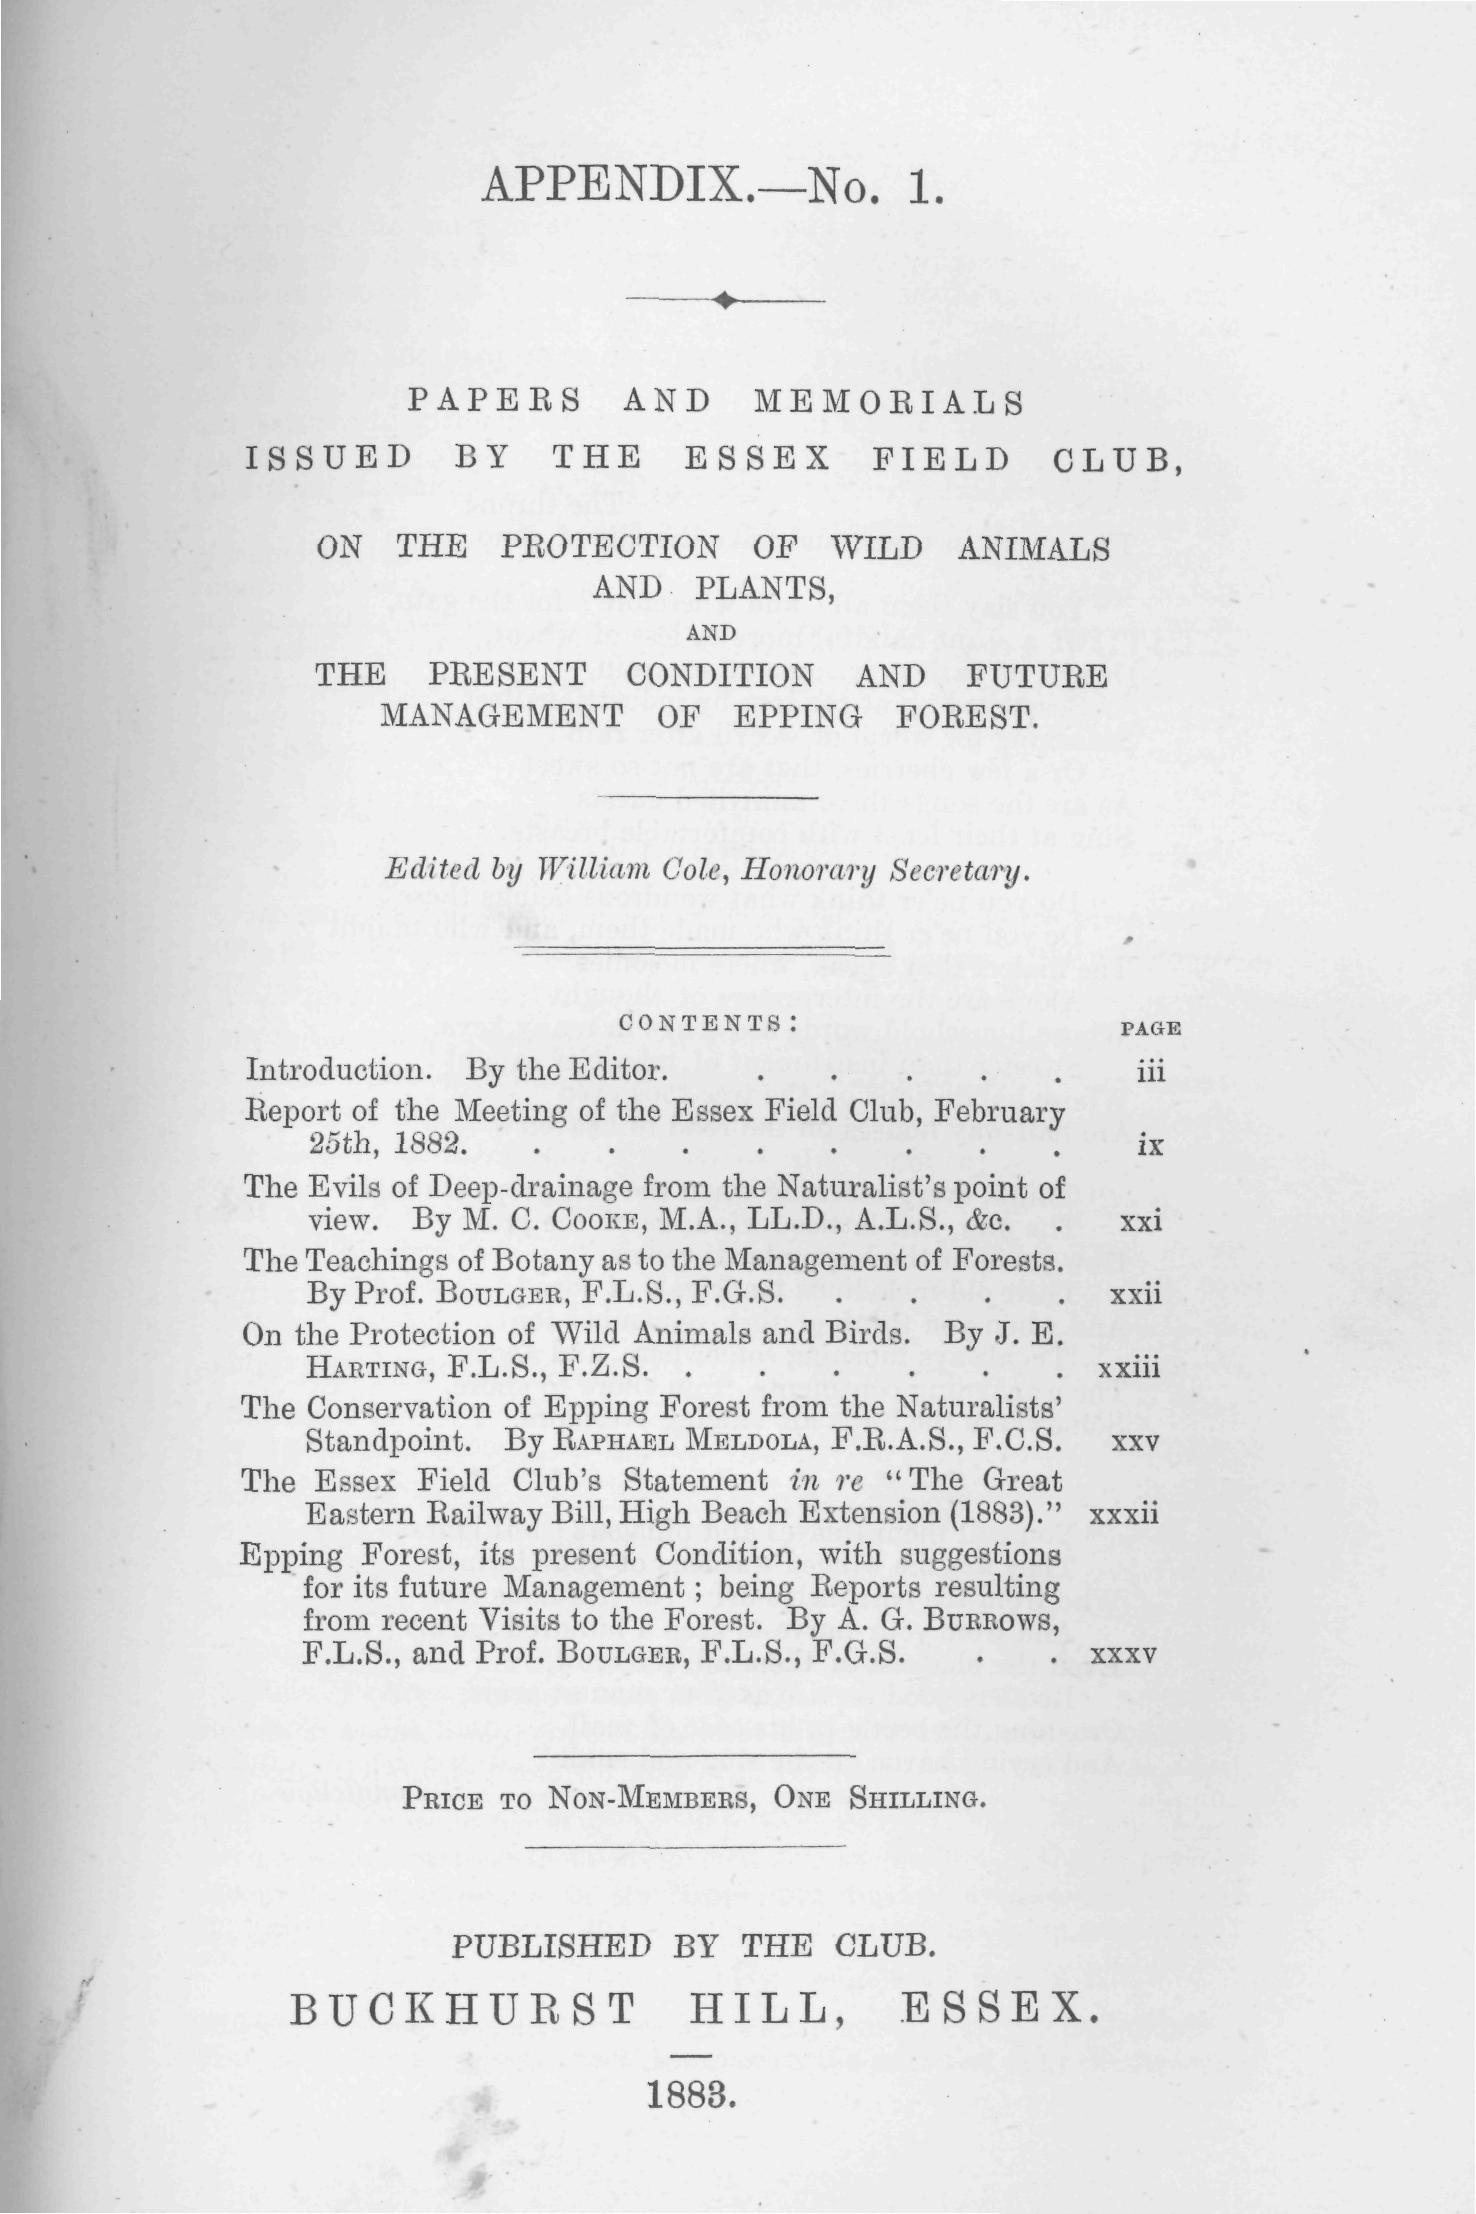 APPENDIX.—No. 1.
PAPERS AND MEMORIALS
ISSUED BY THE ESSEX FIELD CLUB,
ON THE PROTECTION OF WILD ANIMALS
AND PLANTS,
AND
THE PRESENT CONDITION AND FUTURE
MANAGEMENT OF EPPING FOREST.
Edited by William Cole, Honorary Secretary.
CONTENTS:
PAGE
Introduction. By the Editor. . . . . . iii
Report of the Meeting of the Essex Field Club, February
25th, 1882. . . . . . . . . ix
The Evils of Deep-drainage from the Naturalist's point of
view. By M. C. COOKE, M.A., LL.D., A.L.S., &c. . xxi
The Teachings of Botany as to the Management of Forests.
By Prof. BOULGER, F.L.S., F.G.S. . . . . xxii
On the Protection of Wild Animals and Birds. By J. E.
HARTING, F.L.S., F.Z.S. . . . . . . xxiii
The Conservation of Epping Forest from the Naturalists'
Standpoint. By RAPHAEL MELDOLA, F.R.A.S., F.C.S. xxv
The Essex Field Club's Statement in re "The Great
Eastern Railway Bill, High Beach Extension (1883)." xxxii
Epping Forest, its present Condition, with suggestions
for its future Management; being Reports resulting
from recent Visits to the Forest. By A. G. BURROWS,
F.L.S., and Prof. BOULGER, F.L.S., F.G.S. . . xxxv
PRICE TO NON-MEMBERS, ONE SHILLING.
PUBLISHED BY THE CLUB.
BUCKHURST HILL, ESSEX.
1883.